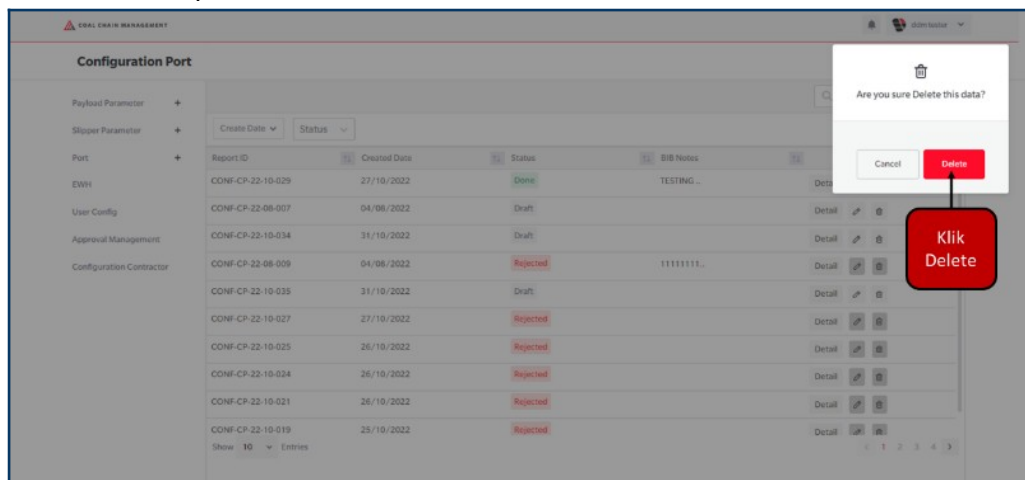 COAL CHAIN MANAGEMENT
ddm tester
Configuration Port
Are you sure Delete this data?
Cancel Delete
Klik
Delete
Payload Parameter +
Slipper Parameter +
Port +
EWH
User Config
Approval Management
Configuration Contractor
Create Date Status
Report ID Created Data Status BIB Notes
CONF-CP-22-10-029 27/10/2022 Done TESTING ...
CONF-CP-22-08-007 04/08/2022 Draft Detail
CONF-CP-22-10-034 31/10/2022 Draft Detail
CONF-CP-22-08-009 04/08/2022 Rejected 11111111... Detail
CONF-CP-22-10-035 31/10/2022 Draft Detail
CONF-CP-22-10-027 27/10/2022 Rejected Detail
CONF-CP-22-10-025 26/10/2022 Rejected Detail
CONF-CP-22-10-024 26/10/2022 Rejected Detail
CONF-CP-22-10-021 26/10/2022 Rejected Detail
CONF-CP-22-10-019 25/10/2022 Rejected Detail
Show 10 Entries
< 1 2 3 4 >